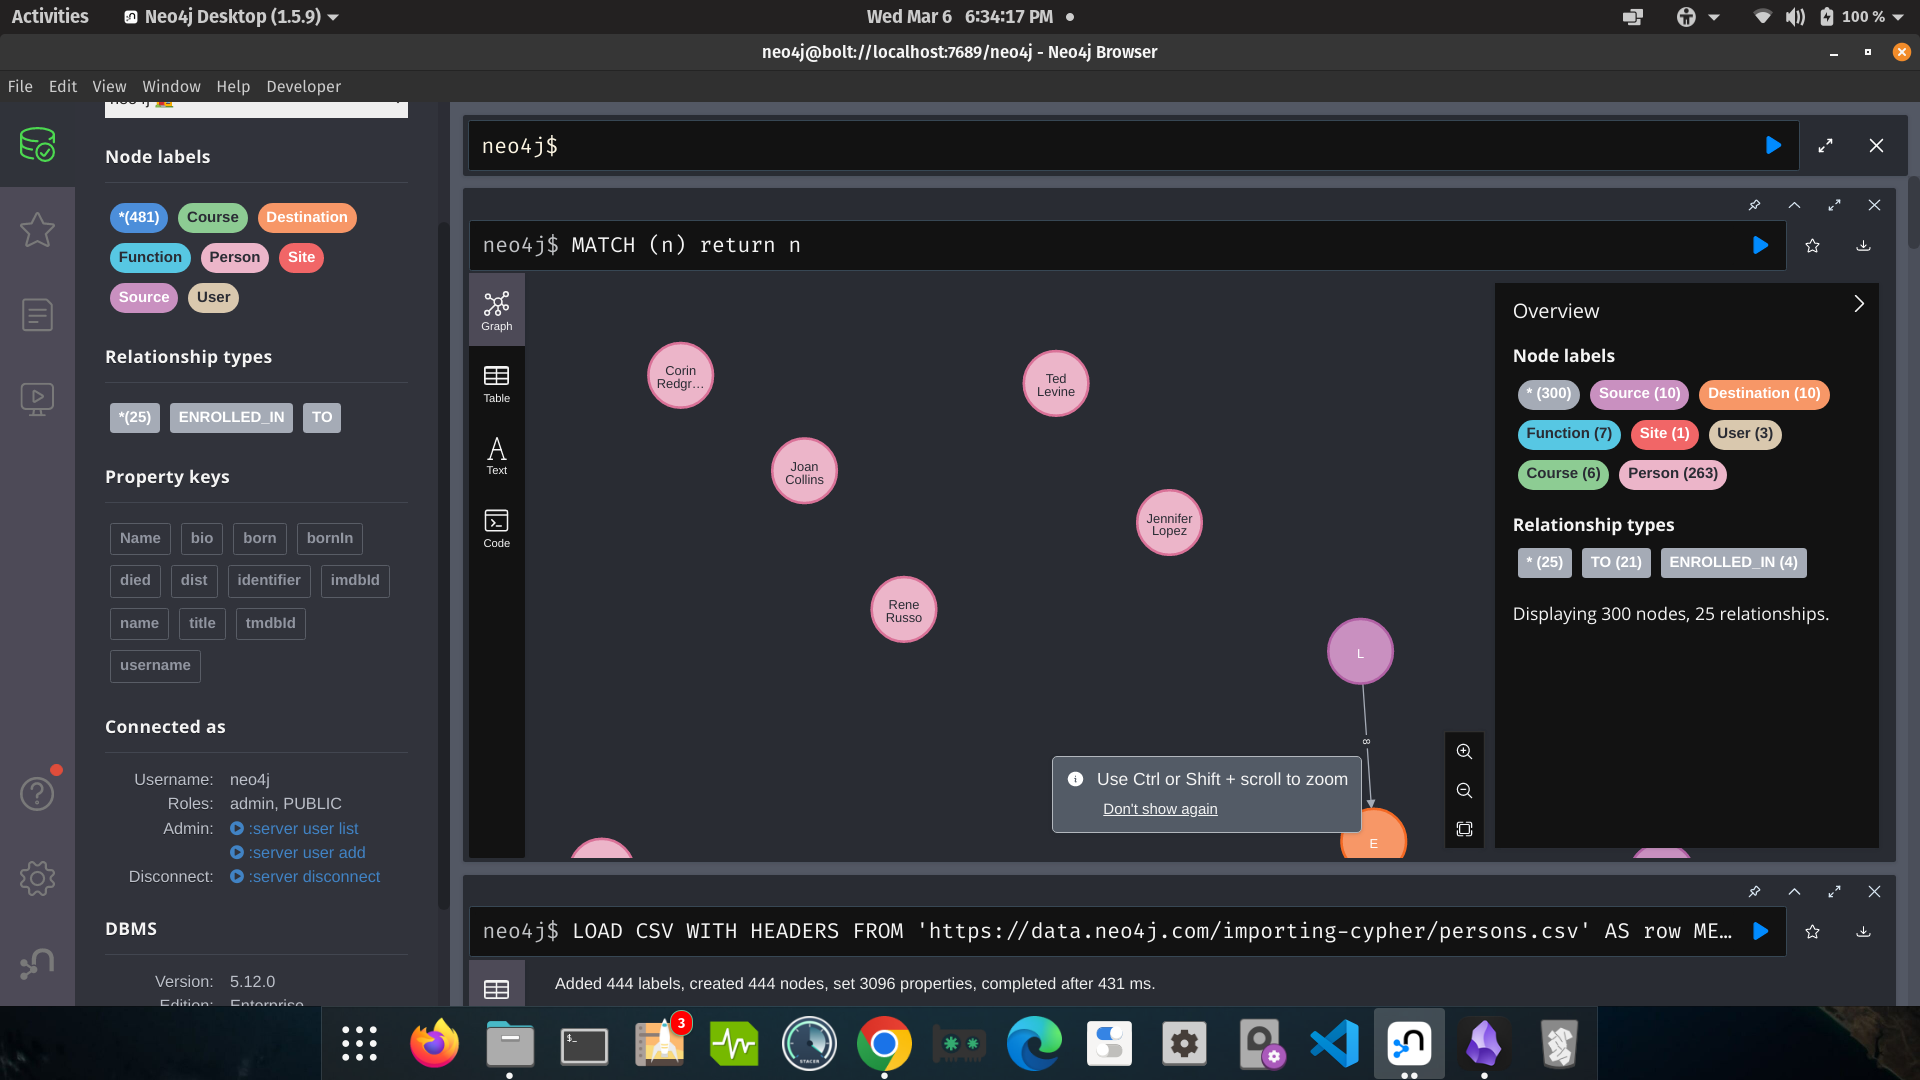 Activities
Neo4j Desktop (1.5.9)
Wed Mar 6 6:34:17 PM
100 %
neo4j@bolt://localhost:7689/neo4j - Neo4j Browser
File Edit View Window Help Developer
Node labels
*(481) Course Destination
Function Person Site
Source User
Relationship types
*(25) ENROLLED_IN TO
Property keys
Name bio born bornIn
died dist identifier imdbId
name title tmdbId
username
Connected as
Username: neo4j
Roles: admin, PUBLIC
Admin: :server user list
:server user add
Disconnect: :server disconnect
DBMS
Version: 5.12.0
Edition: Enterprise
neo4j$
neo4j$ MATCH (n) return n
Graph
Table
Text
Code
Corin
Redgr…
Ted
Levine
Joan
Collins
Jennifer
Lopez
Rene
Russo
L
8
E
Use Ctrl or Shift + scroll to zoom
Don't show again
Overview
Node labels
* (300) Source (10) Destination (10)
Function (7) Site (1) User (3)
Course (6) Person (263)
Relationship types
* (25) TO (21) ENROLLED_IN (4)
Displaying 300 nodes, 25 relationships.
neo4j$ LOAD CSV WITH HEADERS FROM 'https://data.neo4j.com/importing-cypher/persons.csv' AS row ME…
Added 444 labels, created 444 nodes, set 3096 properties, completed after 431 ms.
3
STACER